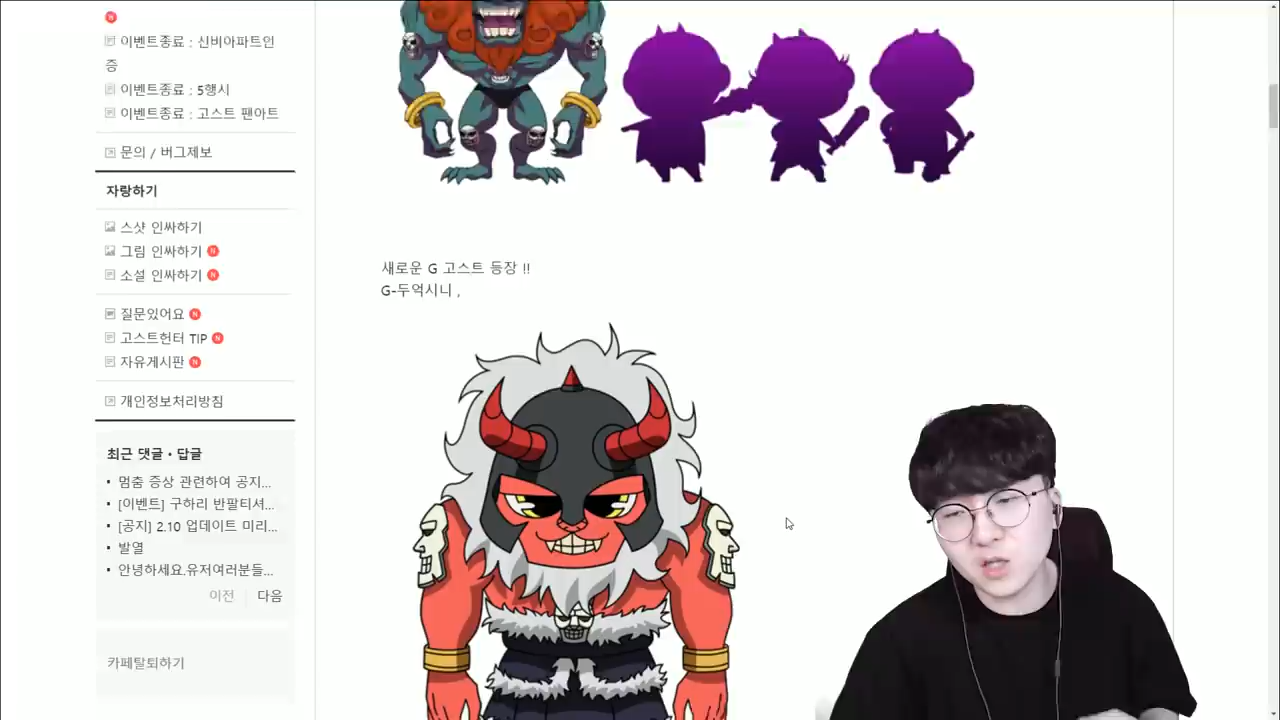 이벤트종료 : 신비아파트인
증
이벤트종료 : 5행시
이벤트종료 : 고스트 팬아트
문의 / 버그제보
자랑하기
스샷 인싸하기
그림 인싸하기 N
소설 인싸하기 N
질문있어요 N
고스트헌터 TIP N
자유게시판 N
개인정보처리방침
최근 댓글 · 답글
멈춤 증상 관련하여 공지...
[이벤트] 구하리 반팔티셔...
[공지] 2.10 업데이트 미리...
발열
안녕하세요.유저여러분들...
이전 다음
카페탈퇴하기
새로운 G 고스트 등장 !!
G-두억시니 ,